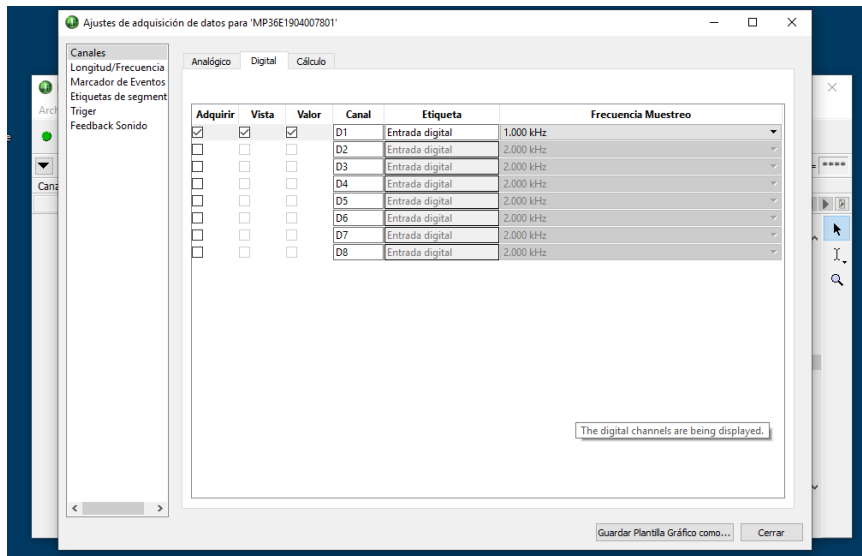 Ajustes de adquisición de datos para 'MP36E1904007801'
Canales
Longitud/Frecuencia
Marcador de Eventos
Etiquetas de segment
Triger
Feedback Sonido
Analógico Digital Cálculo
Adquirir Vista Valor Canal Etiqueta Frecuencia Muestreo
D1 Entrada digital 1.000 kHz
D2 Entrada digital 2.000 kHz
D3 Entrada digital 2.000 kHz
D4 Entrada digital 2.000 kHz
D5 Entrada digital 2.000 kHz
D6 Entrada digital 2.000 kHz
D7 Entrada digital 2.000 kHz
D8 Entrada digital 2.000 kHz
The digital channels are being displayed.
Guardar Plantilla Gráfico como... Cerrar
Arch
Cana
= ****